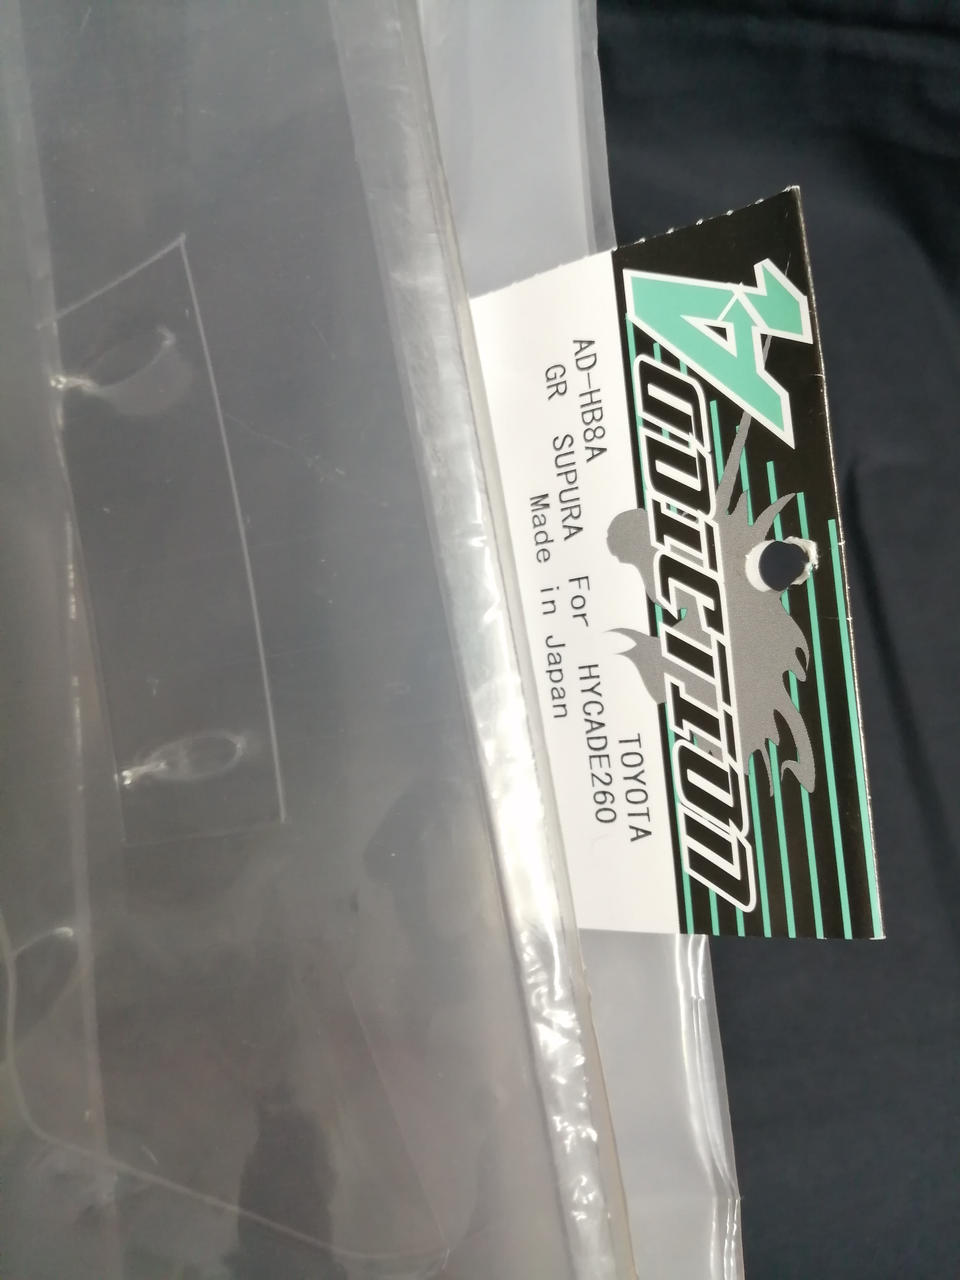 Addiction
AD-HB8A TOYOTA
GR SUPURA For HYCADE260
Made in Japan